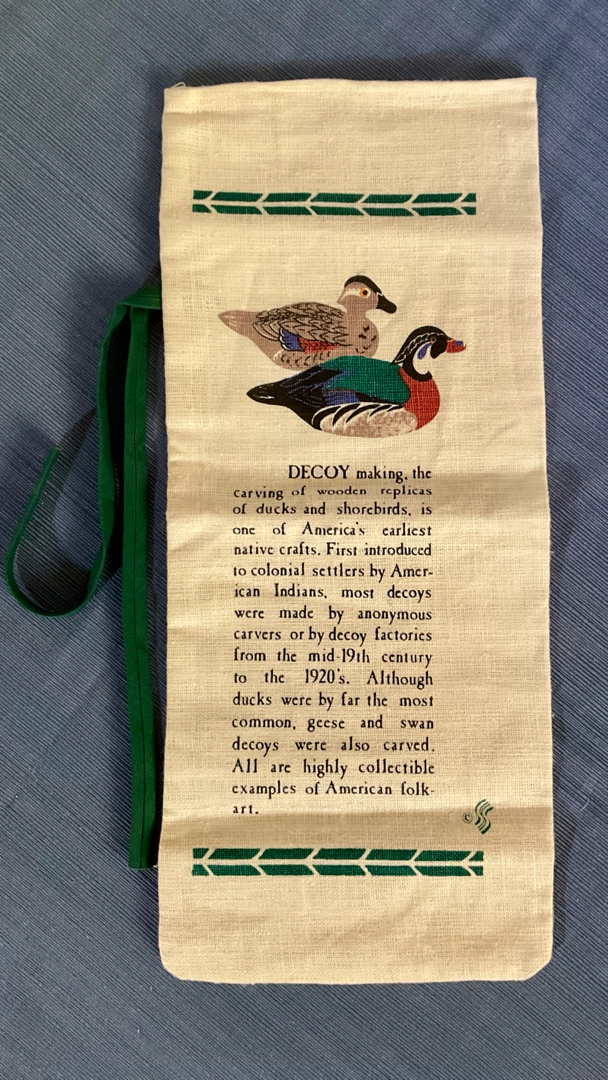 DECOY making, the
carving of wooden replicas
of ducks and shorebirds, is
one of America's earliest
native crafts. First introduced
to colonial settlers by Amer-
ican Indians, most decoys
were made by anonymous
carvers or by decoy factories
from the mid-19th century
to the 1920's. Although
ducks were by far the most
common, geese and swan
decoys were also carved.
All are highly collectible
examples of American folk-
art.
©